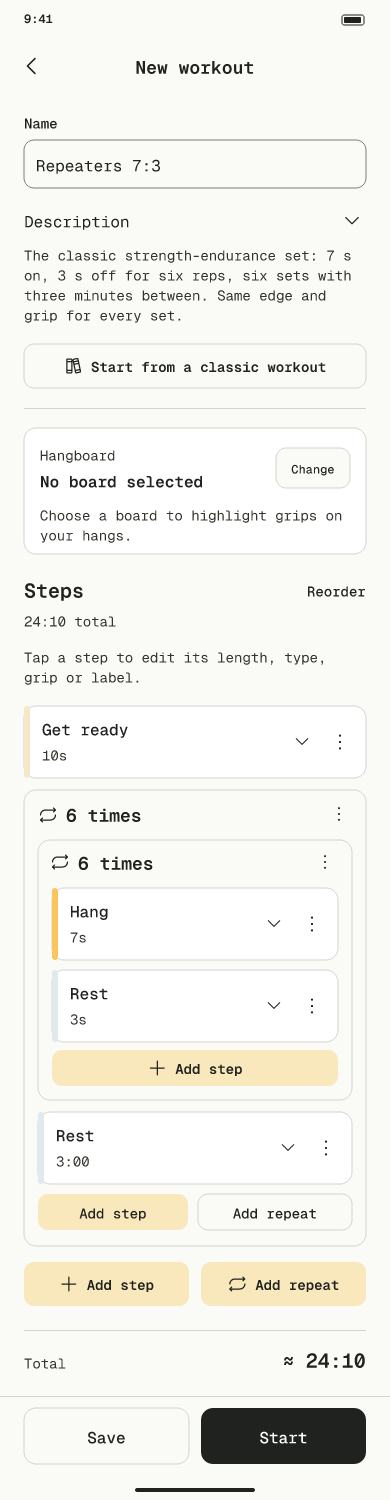 9:41
New workout
Name
Repeaters 7:3
Description
The classic strength-endurance set: 7 s
on, 3 s off for six reps, six sets with
three minutes between. Same edge and
grip for every set.
Start from a classic workout
Hangboard
No board selected
Change
Choose a board to highlight grips on
your hangs.
Steps
Reorder
24:10 total
Tap a step to edit its length, type,
grip or label.
Get ready
10s
6 times
6 times
Hang
7s
Rest
3s
Add step
Rest
3:00
Add step
Add repeat
Add step
Add repeat
Total
≈ 24:10
Save
Start